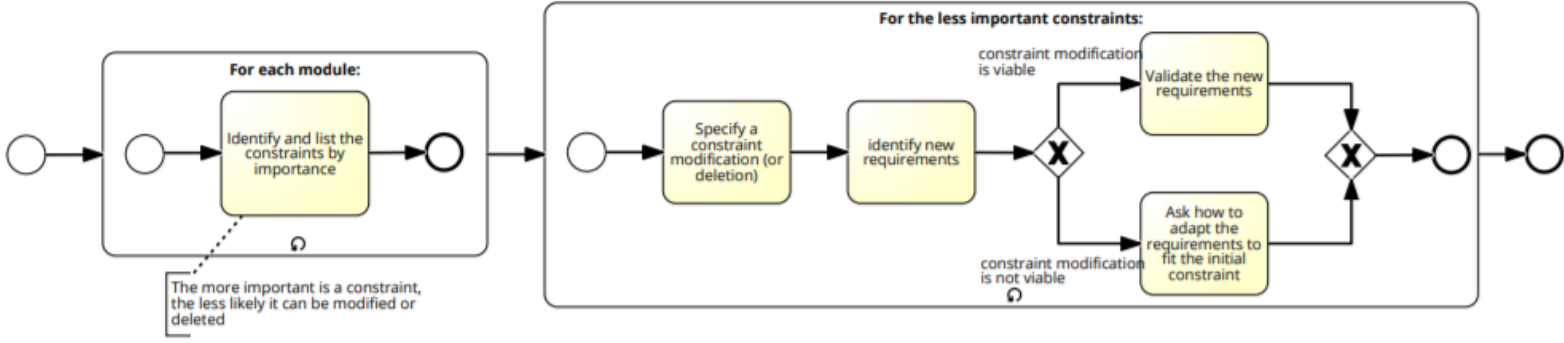 For each module:
Identify and list the
constraints by
importance
The more important is a constraint,
the less likely it can be modified or
deleted
For the less important constraints:
Specify a
constraint
modification (or
deletion)
identify new
requirements
constraint modification
is viable
Validate the new
requirements
constraint modification
is not viable
Ask how to
adapt the
requirements to
fit the initial
constraint